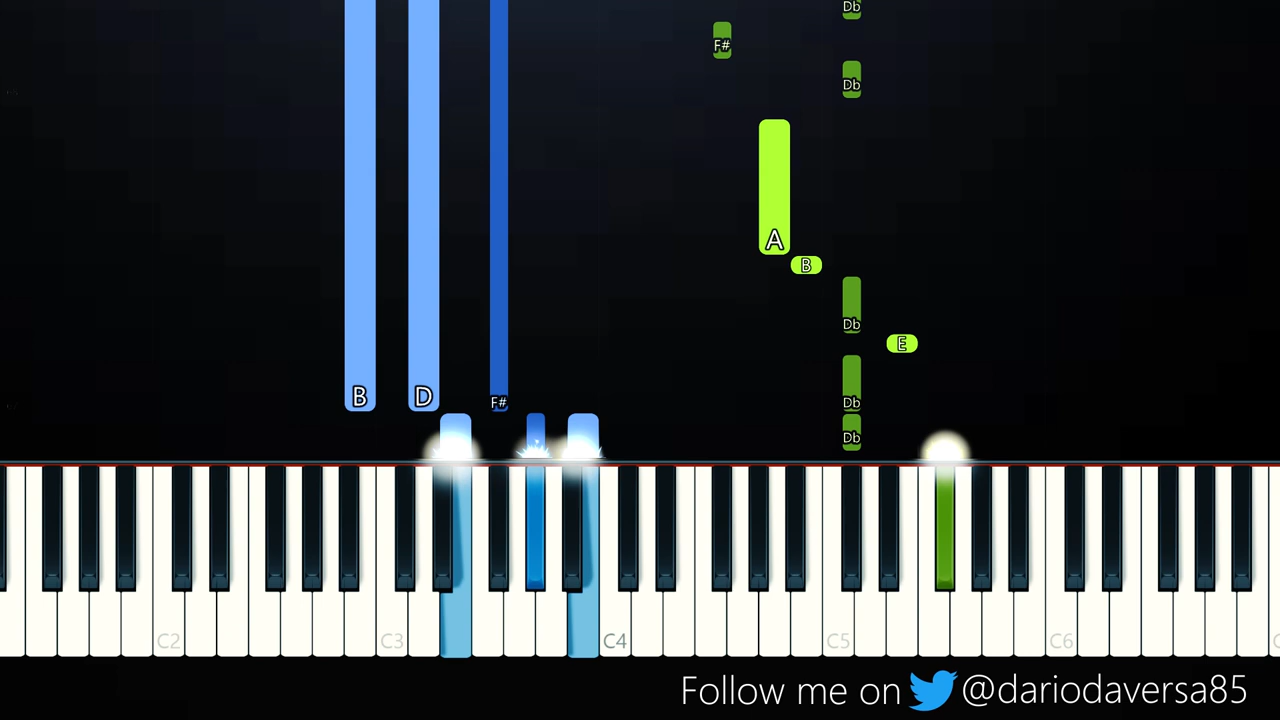 Db
F#
Db
A
B
Db
E
B D F# Db
Db
C2 C3 C4 C5 C6
Follow me on @dariodaversa85